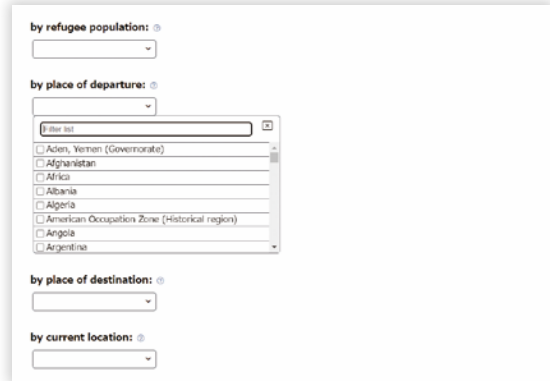 by refugee population:
by place of departure:
Filter list
Aden, Yemen (Governorate)
Afghanistan
Africa
Albania
Algeria
American Occupation Zone (Historical region)
Angola
Argentina
by place of destination:
by current location: